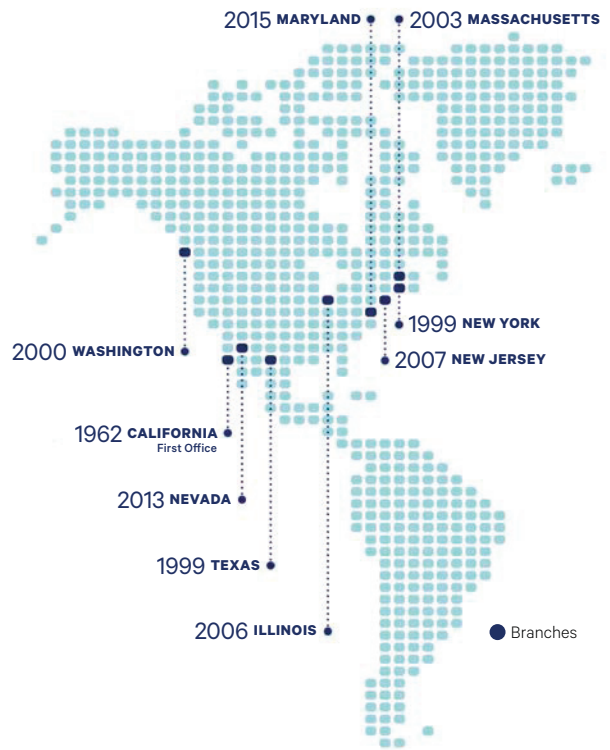 2015 MARYLAND
2003 MASSACHUSETTS
1999 NEW YORK
2000 WASHINGTON
2007 NEW JERSEY
1962 CALIFORNIA
First Office
2013 NEVADA
1999 TEXAS
2006 ILLINOIS
Branches